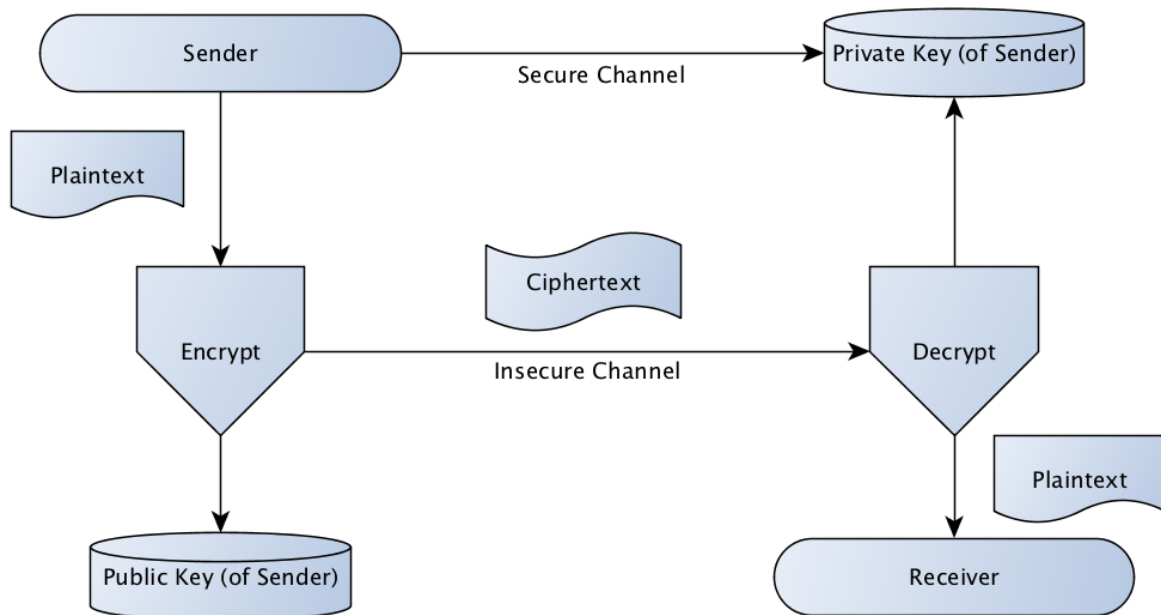 Sender
Private Key (of Sender)
Secure Channel
Plaintext
Ciphertext
Encrypt
Decrypt
Insecure Channel
Plaintext
Public Key (of Sender)
Receiver